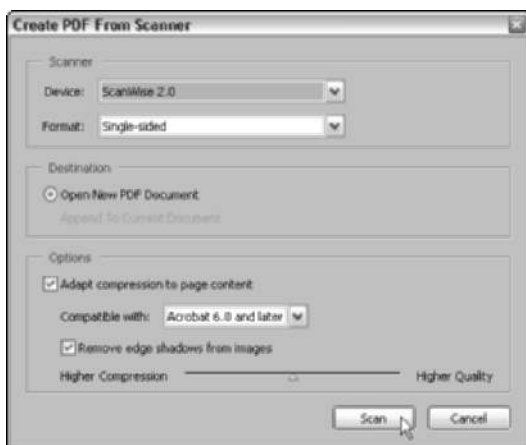 Create PDF From Scanner
Scanner
Device: ScanWise 2.0
Format: Single-sided
Destination
Open New PDF Document
Append To Current Document
Options
Adapt compression to page content
Compatible with: Acrobat 6.0 and later
Remove edge shadows from images
Higher Compression Higher Quality
Scan Cancel